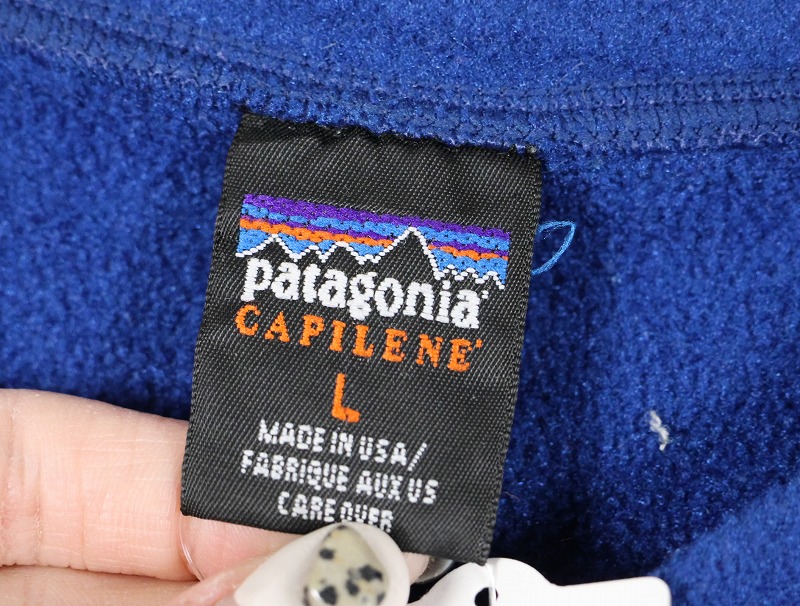 patagonia®
CAPILENE®
L
MADE IN USA/
FABRIQUE AUX US
CARE OVER